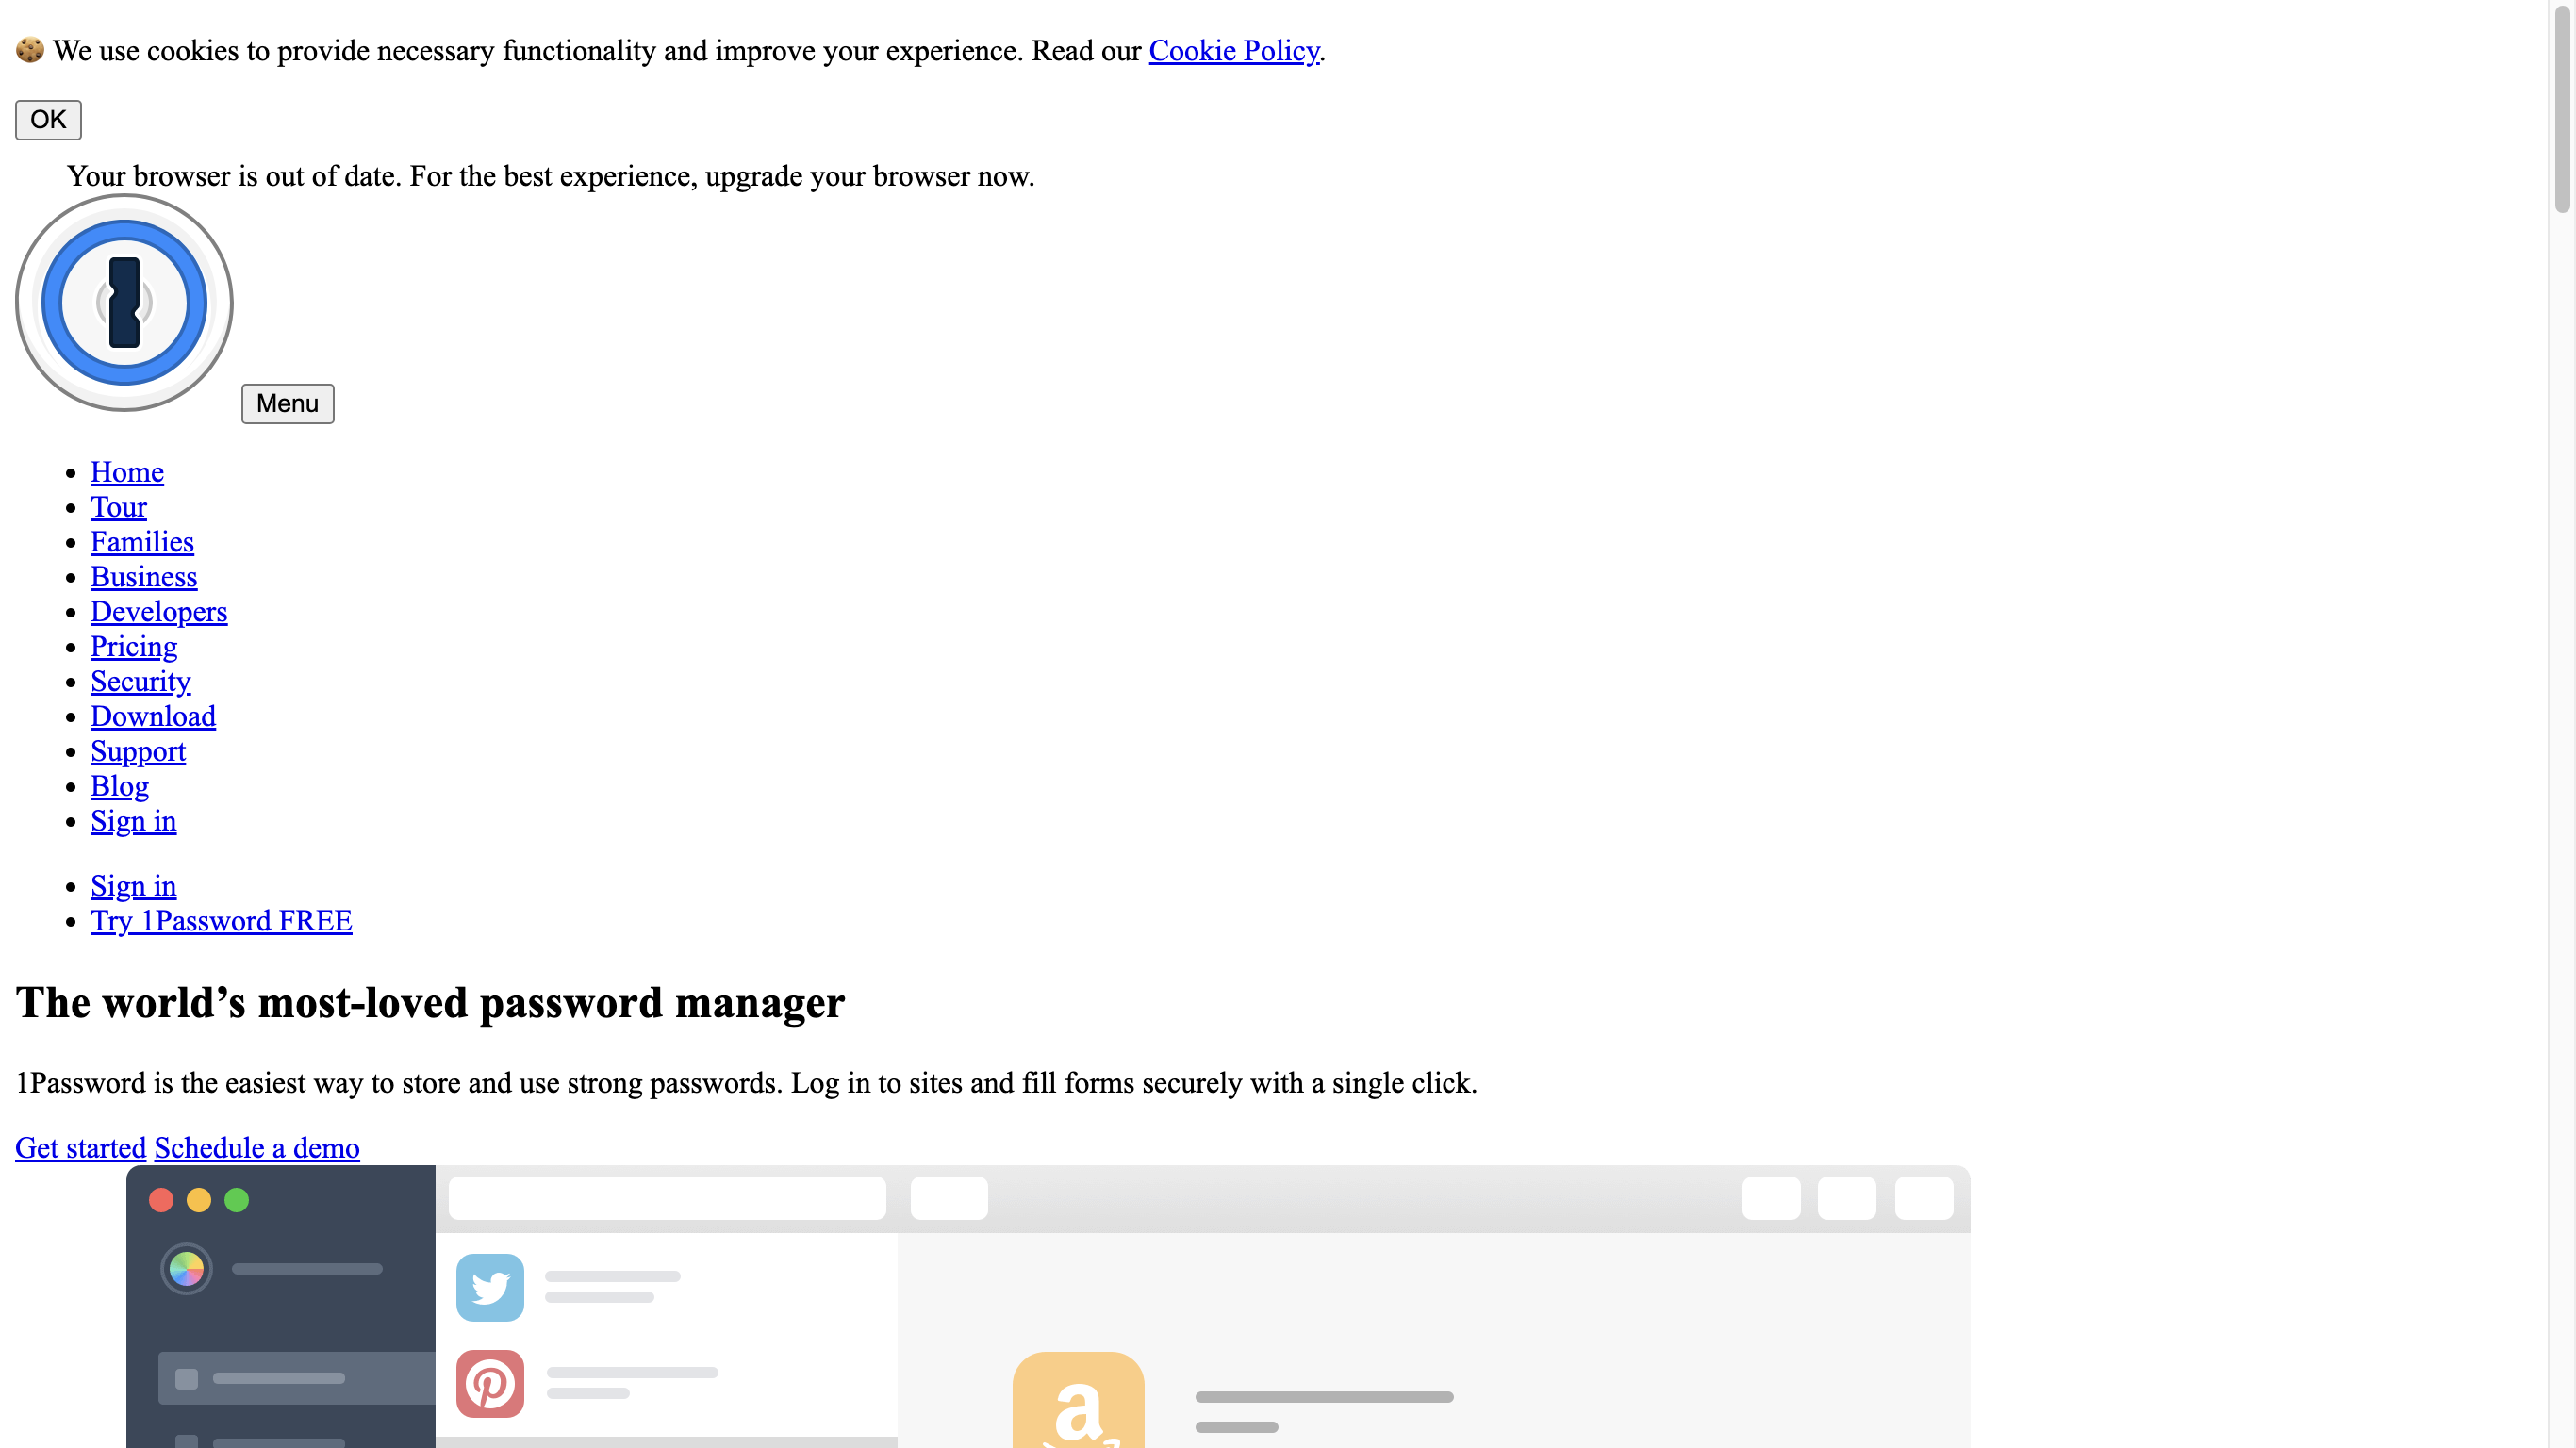 🍪 We use cookies to provide necessary functionality and improve your experience. Read our Cookie Policy.
OK
Your browser is out of date. For the best experience, upgrade your browser now.
Menu
Home
Tour
Families
Business
Developers
Pricing
Security
Download
Support
Blog
Sign in
Sign in
Try 1Password FREE
The world’s most-loved password manager
1Password is the easiest way to store and use strong passwords. Log in to sites and fill forms securely with a single click.
Get started Schedule a demo
a